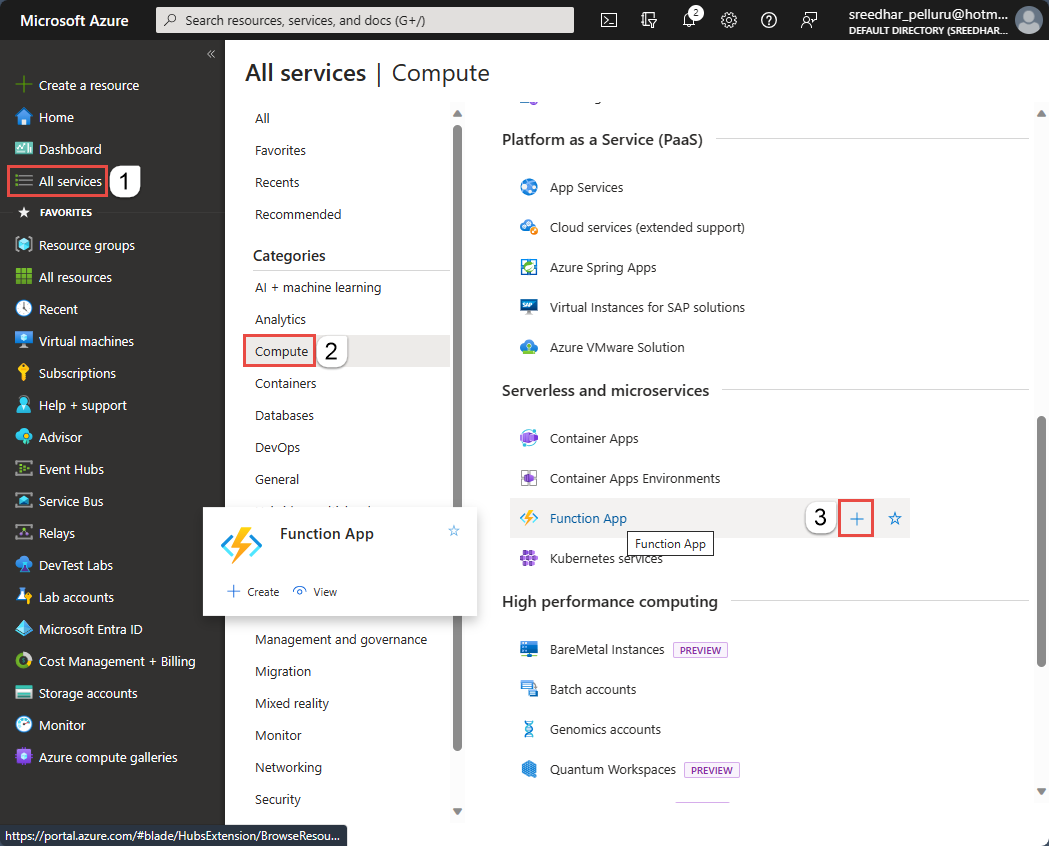 Microsoft Azure
Search resources, services, and docs (G+/)
2
sreedhar_pelluru@hotm...
DEFAULT DIRECTORY (SREEDHAR...
«
Create a resource
Home
Dashboard
All services
1
FAVORITES
Resource groups
All resources
Recent
Virtual machines
Subscriptions
Help + support
Advisor
Event Hubs
Service Bus
Relays
DevTest Labs
Lab accounts
Microsoft Entra ID
Cost Management + Billing
Storage accounts
Monitor
Azure compute galleries
https://portal.azure.com/#blade/HubsExtension/BrowseResou...
All services | Compute
All
Favorites
Recents
Recommended
Categories
AI + machine learning
Analytics
Compute
2
Containers
Databases
DevOps
General
Function App
Create
View
Management and governance
Migration
Mixed reality
Monitor
Networking
Security
Platform as a Service (PaaS)
App Services
Cloud services (extended support)
Azure Spring Apps
SAP
Virtual Instances for SAP solutions
Azure VMware Solution
Serverless and microservices
Container Apps
Container Apps Environments
Function App
3
Function App
Kubernetes services
High performance computing
BareMetal Instances PREVIEW
Batch accounts
Genomics accounts
Quantum Workspaces PREVIEW